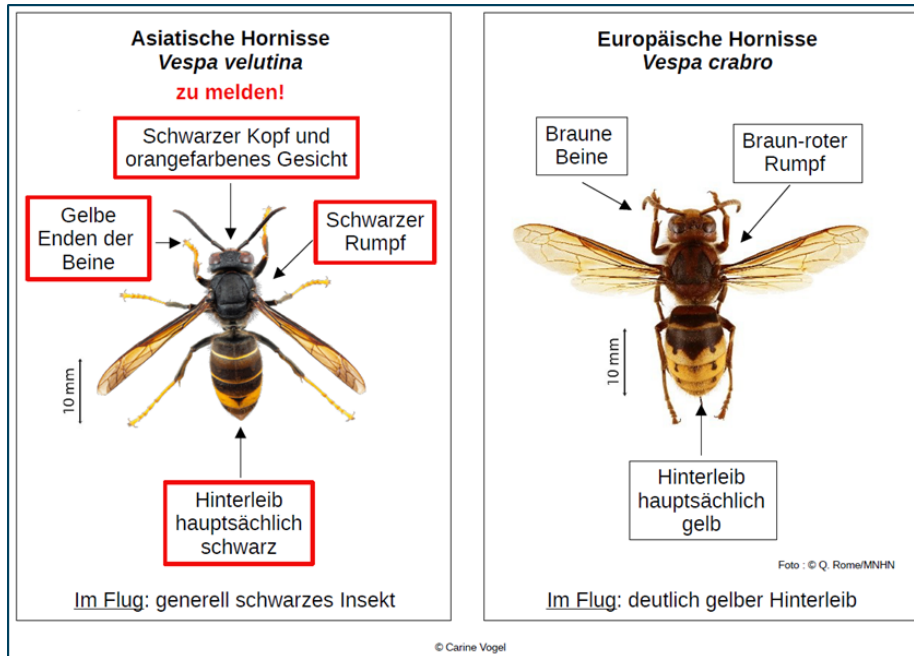 Asiatische Hornisse
Vespa velutina
zu melden!
Schwarzer Kopf und
orangefarbenes Gesicht
Gelbe
Enden der
Beine
Schwarzer
Rumpf
10 mm
Hinterleib
hauptsächlich
schwarz
Im Flug: generell schwarzes Insekt
Europäische Hornisse
Vespa crabro
Braune
Beine
Braun-roter
Rumpf
10 mm
Hinterleib
hauptsächlich
gelb
Foto : © Q. Rome/MNHN
Im Flug: deutlich gelber Hinterleib
© Carine Vogel